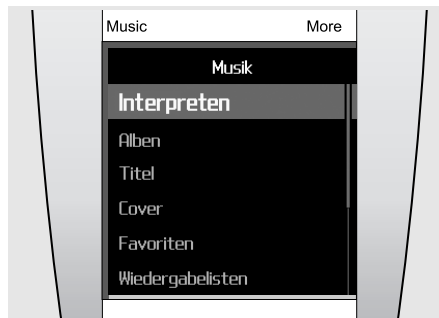 Music More
Musik
Interpreten
Alben
Titel
Cover
Favoriten
Wiedergabelisten